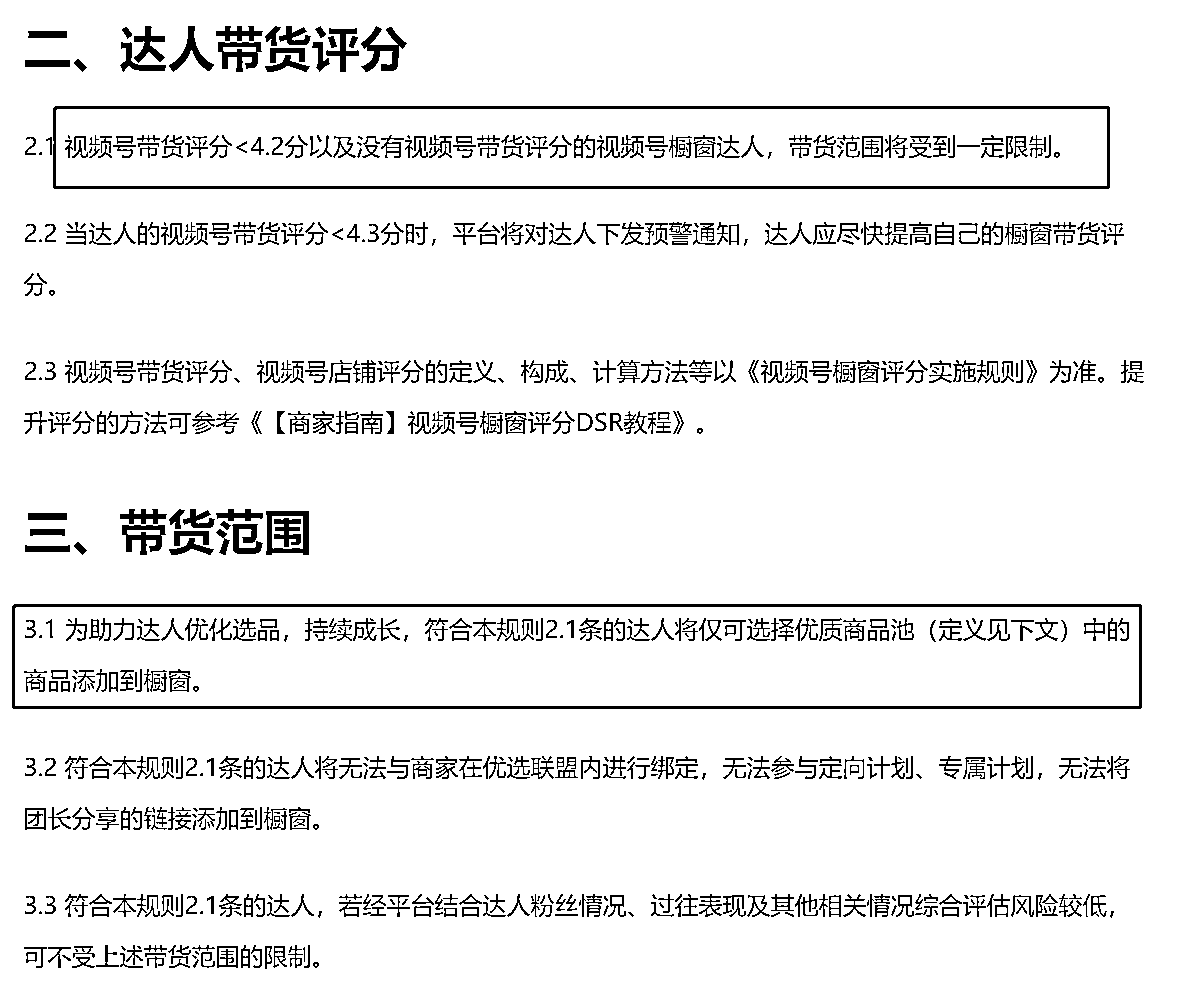 二、达人带货评分
2.1 视频号带货评分<4.2分以及没有视频号带货评分的视频号橱窗达人，带货范围将受到一定限制。
2.2 当达人的视频号带货评分<4.3分时，平台将对达人下发预警通知，达人应尽快提高自己的橱窗带货评
分。
2.3 视频号带货评分、视频号店铺评分的定义、构成、计算方法等以《视频号橱窗评分实施规则》为准。提
升评分的方法可参考《【商家指南】视频号橱窗评分DSR教程》。
三、带货范围
3.1 为助力达人优化选品，持续成长，符合本规则2.1条的达人将仅可选择优质商品池（定义见下文）中的
商品添加到橱窗。
3.2 符合本规则2.1条的达人将无法与商家在优选联盟内进行绑定，无法参与定向计划、专属计划，无法将
团长分享的链接添加到橱窗。
3.3 符合本规则2.1条的达人，若经平台结合达人粉丝情况、过往表现及其他相关情况综合评估风险较低，
可不受上述带货范围的限制。